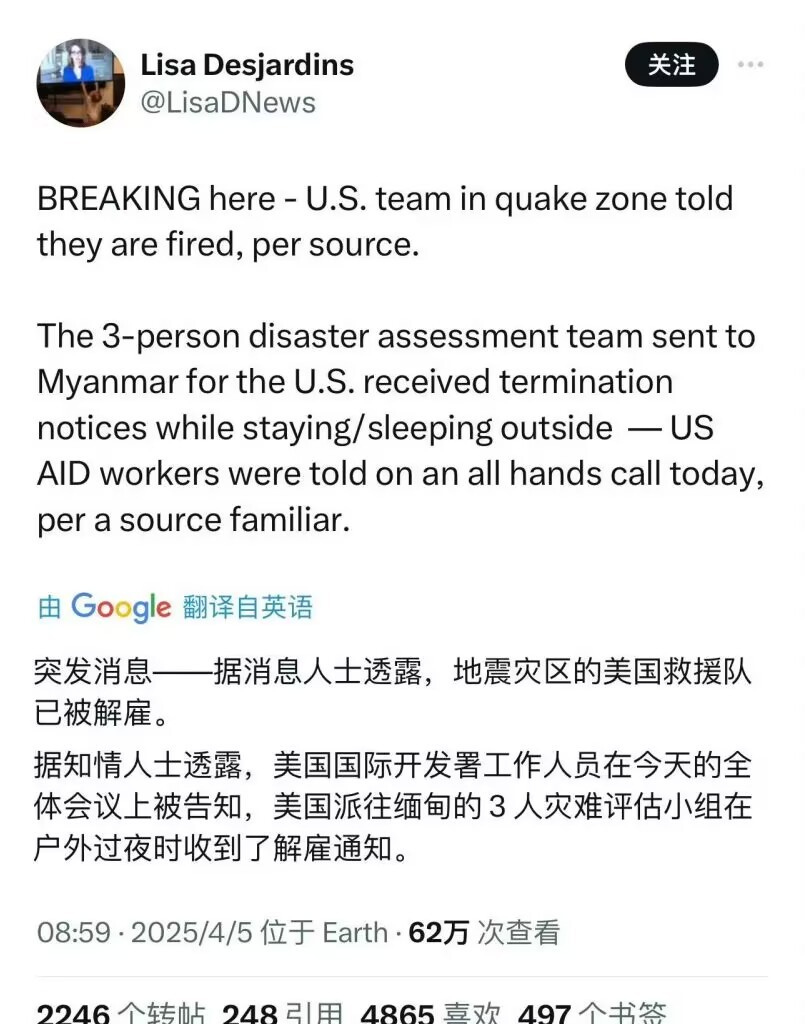 Lisa Desjardins
@LisaDNews
关注
BREAKING here - U.S. team in quake zone told
they are fired, per source.
The 3-person disaster assessment team sent to
Myanmar for the U.S. received termination
notices while staying/sleeping outside — US
AID workers were told on an all hands call today,
per a source familiar.
由 Google 翻译自英语
突发消息——据消息人士透露，地震灾区的美国救援队
已被解雇。
据知情人士透露，美国国际开发署工作人员在今天的全
体会议上被告知，美国派往缅甸的 3 人灾难评估小组在
户外过夜时收到了解雇通知。
08:59 · 2025/4/5 位于 Earth · 62万 次查看
2246 个转帖 248 引用 4865 喜欢 497 个书签